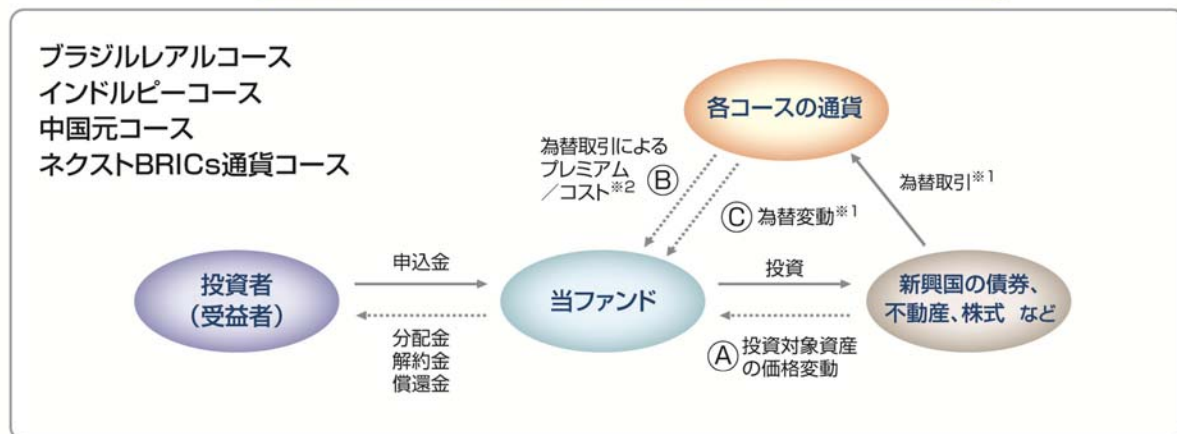 ブラジルレアルコース
インドルピーコース
中国元コース
ネクストBRICs通貨コース
各コースの通貨
為替取引による
プレミアム
／コスト※2 Ⓑ
Ⓒ 為替変動※1
為替取引※1
投資者
（受益者）
申込金
分配金
解約金
償還金
当ファンド
投資
Ⓐ 投資対象資産
の価格変動
新興国の債券、
不動産、株式 など